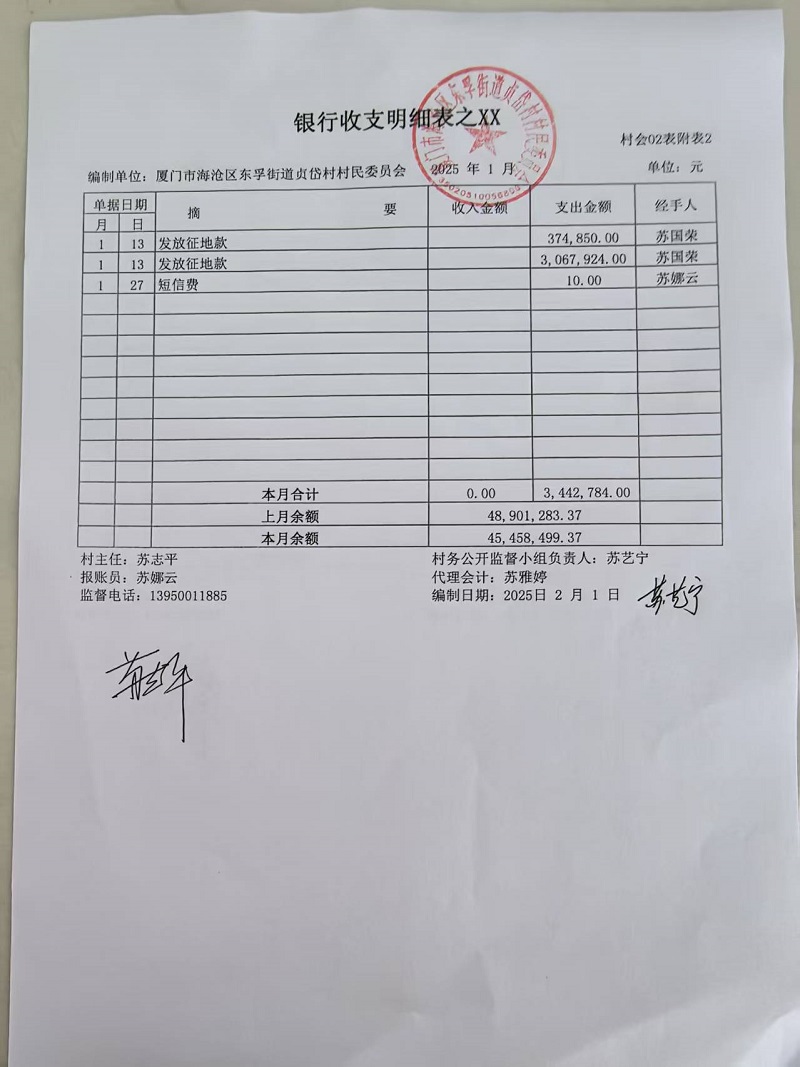 银行收支明细表之XX
村会02表附表2
编制单位：厦门市海沧区东孚街道贞岱村村民委员会 2025 年 1 月 单位：元
单据日期 摘 要 收入金额 支出金额 经手人
月 日
1 13 发放征地款 374,850.00 苏国荣
1 13 发放征地款 3,067,924.00 苏国荣
1 27 短信费 10.00 苏娜云
本月合计 0.00 3,442,784.00
上月余额 48,901,283.37
本月余额 45,458,499.37
村主任：苏志平 村务公开监督小组负责人：苏艺宁
报账员：苏娜云 代理会计：苏雅婷
监督电话：13950011885 编制日期：2025日 2 月 1 日
苏艺宁